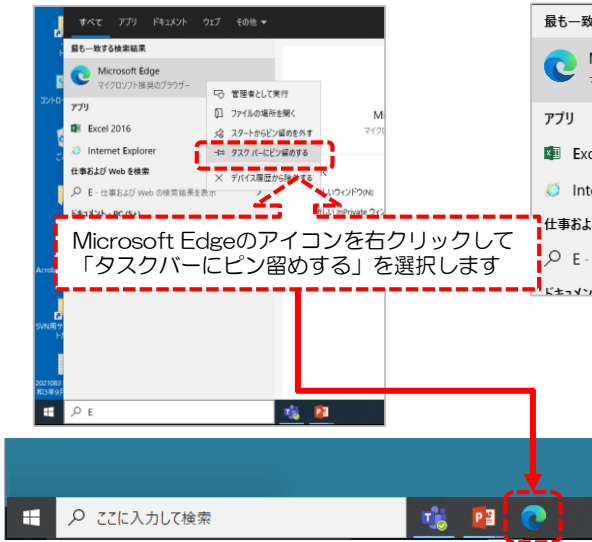 すべて アプリ ドキュメント ウェブ その他
最も一致する検索結果
Microsoft Edge
マイクロソフト推奨のブラウザー
アプリ
Excel 2016
Internet Explorer
仕事および Web を検索
E - 仕事および Web の検索結果を表示
ドキュメント - PC (5+)
管理者として実行
ファイルの場所を開く
スタートからピン留めを外す
タスク バーにピン留めする
デバイス履歴から除外する
Microsoft Edgeのアイコンを右クリックして
「タスクバーにピン留めする」を選択します
E
最も一致
アプリ
Exc
Inte
仕事およ
E -
ここに入力して検索